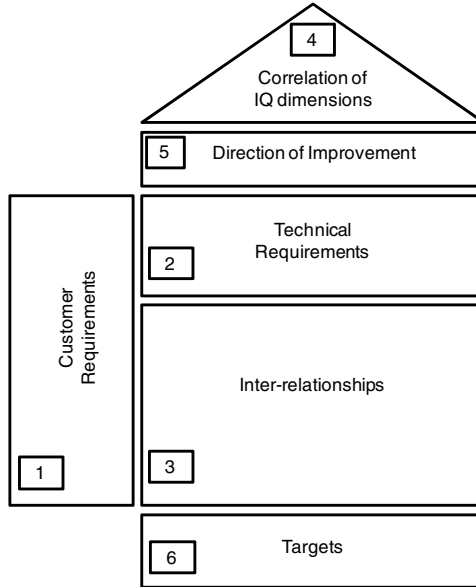 4
Correlation of
IQ dimensions
5
Direction of Improvement
Technical
Requirements
2
Customer
Requirements
Inter-relationships
1
3
6
Targets